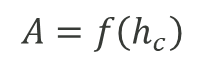 A = f(h_c)